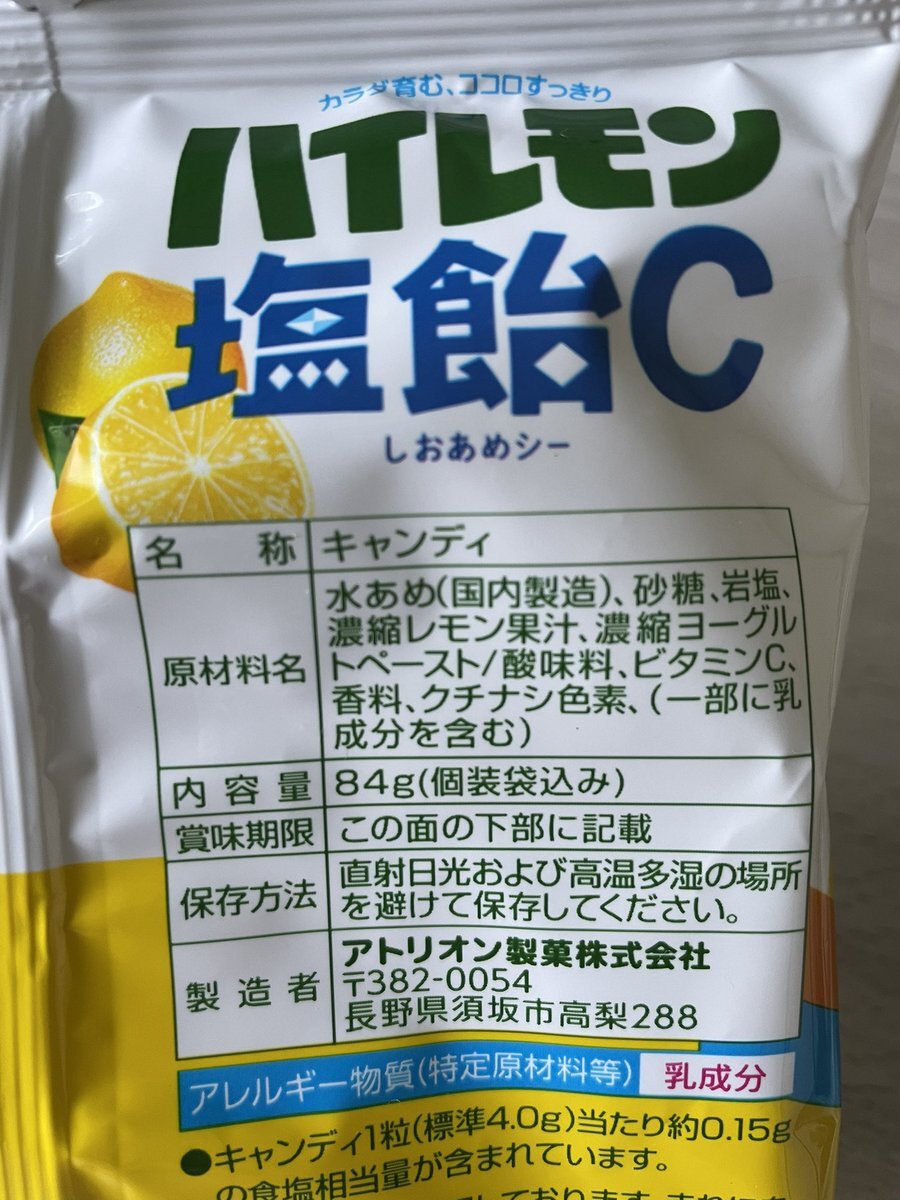 カラダ育む、ココロすっきり
ハイレモン
塩飴C
しおあめシー
名称 キャンディ
原材料名 水あめ(国内製造)、砂糖、岩塩、
濃縮レモン果汁、濃縮ヨーグル
トペースト/酸味料、ビタミンC、
香料、クチナシ色素、(一部に乳
成分を含む)
内容量 84g(個装袋込み)
賞味期限 この面の下部に記載
保存方法 直射日光および高温多湿の場所
を避けて保存してください。
製造者 アトリオン製菓株式会社
〒382-0054
長野県須坂市高梨288
アレルギー物質(特定原材料等) 乳成分
●キャンディ1粒(標準4.0g)当たり約0.15g
の食塩相当量が含まれています。